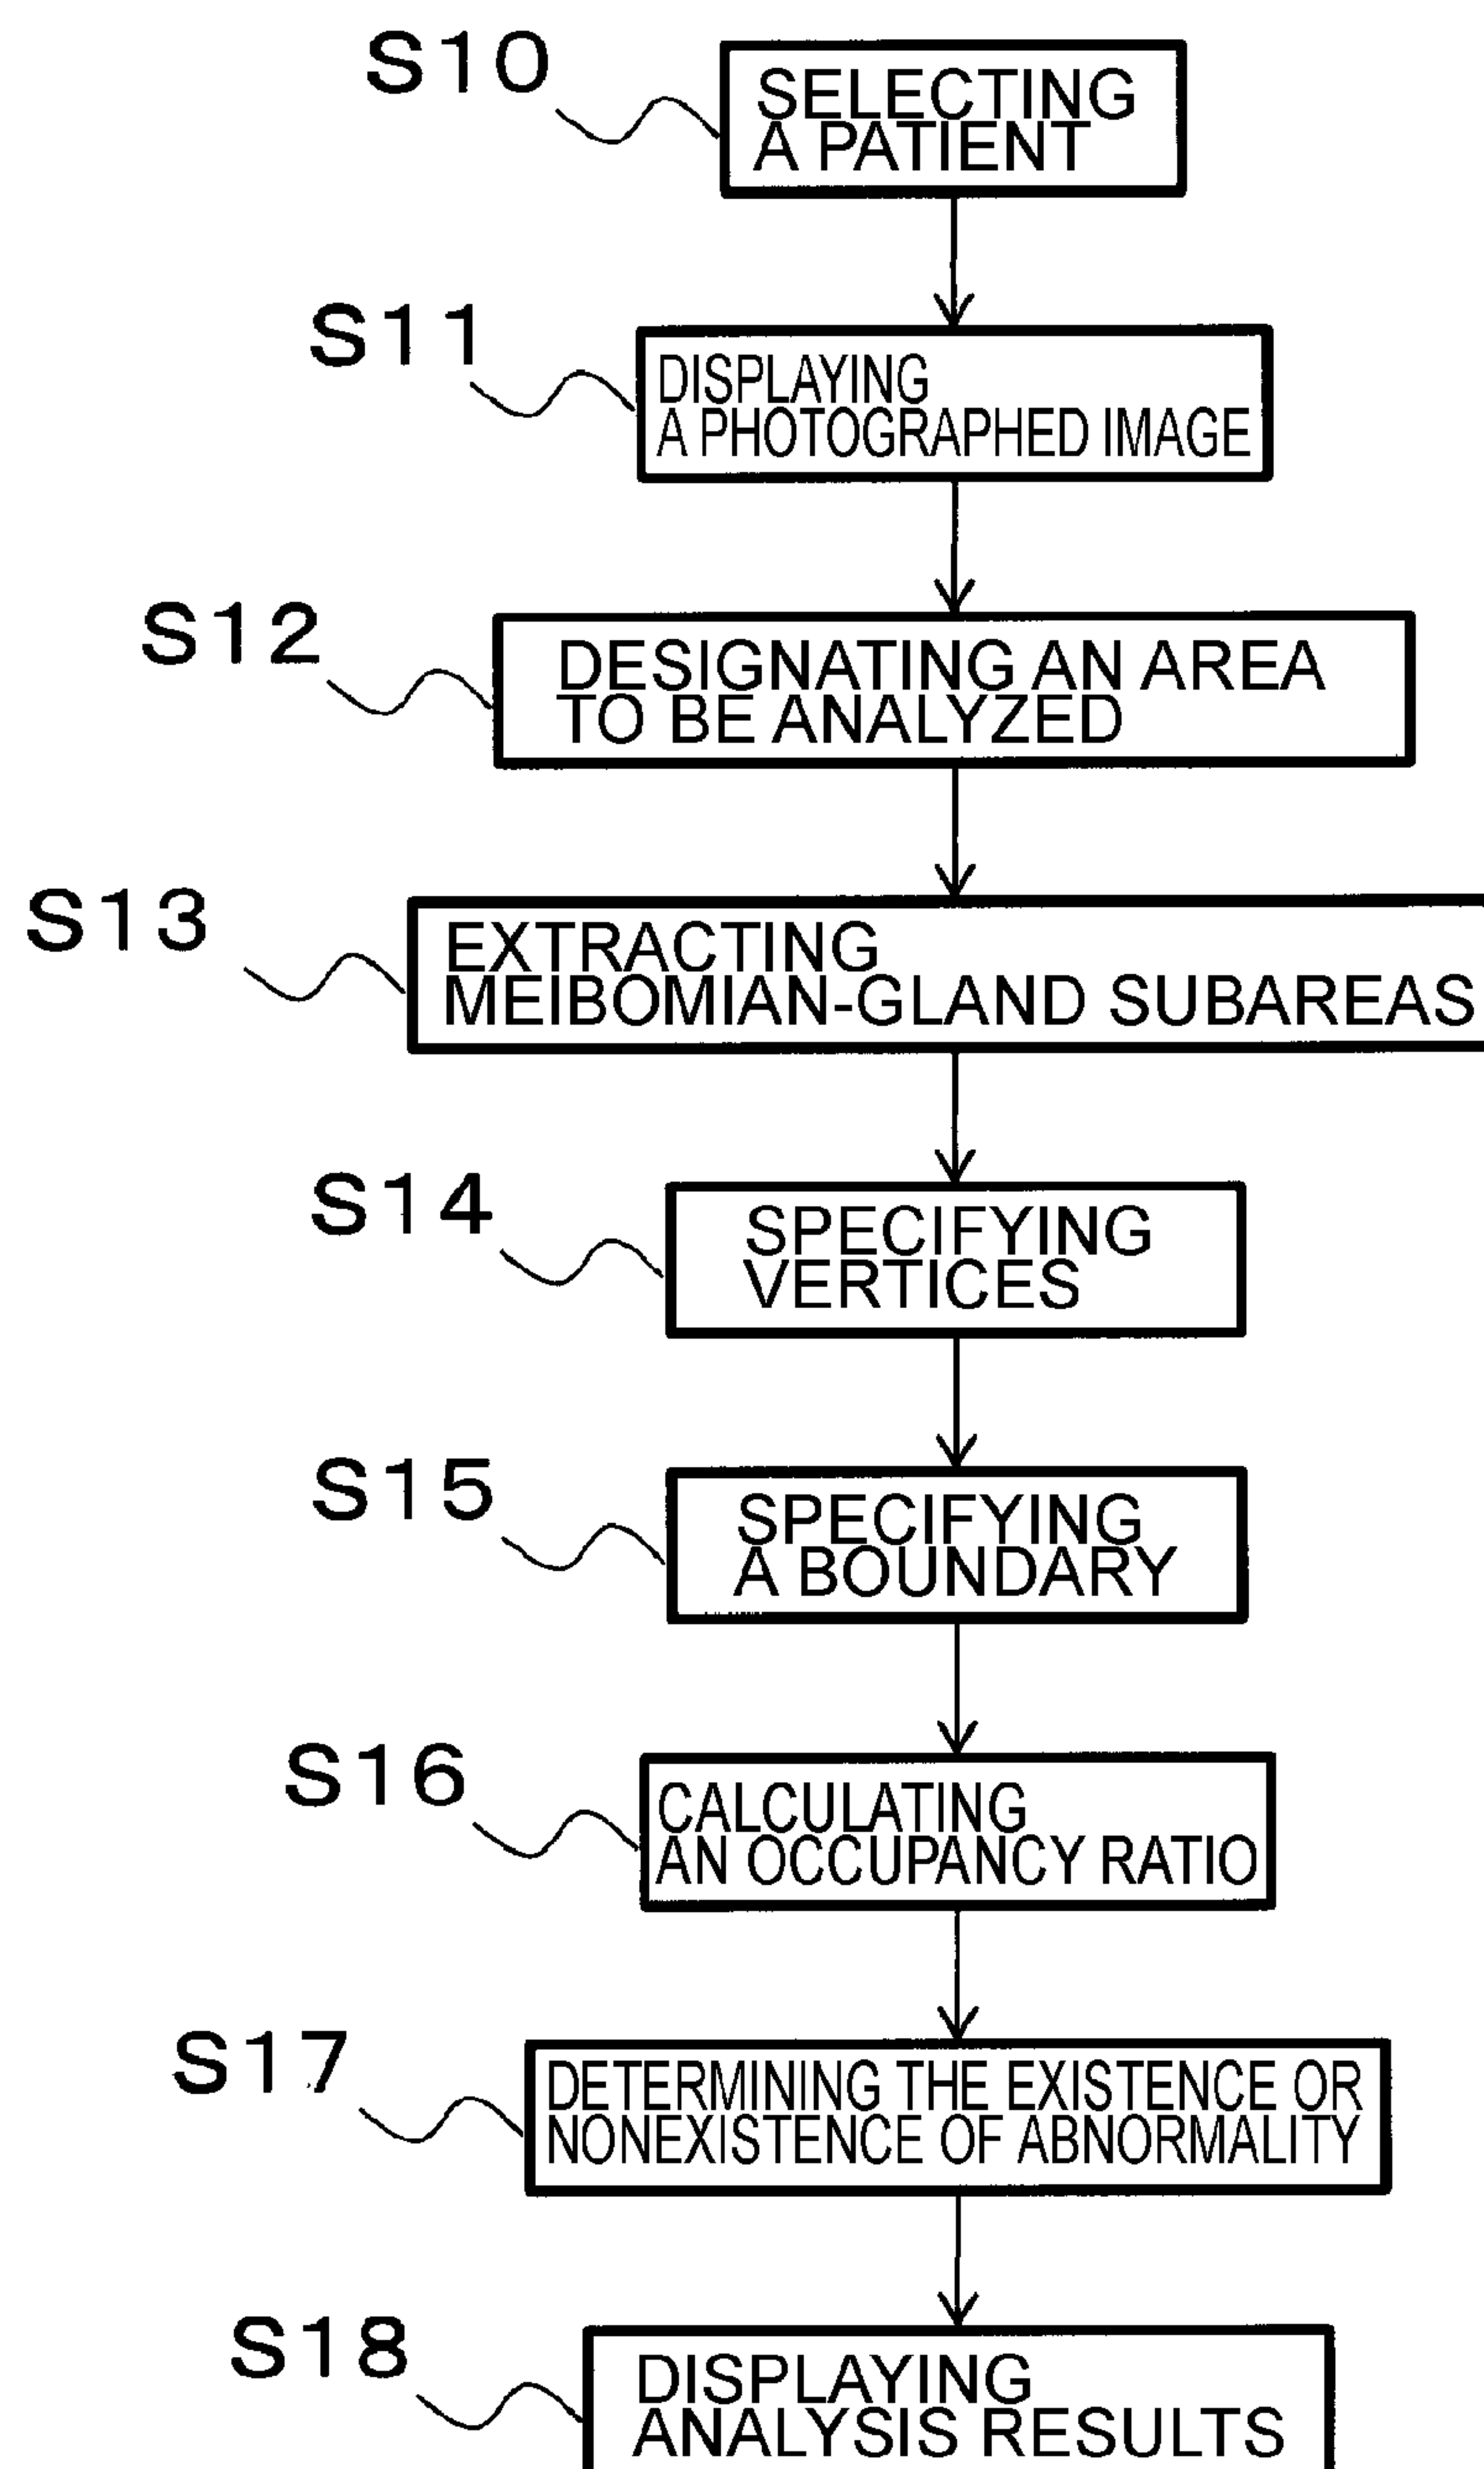 S10
SELECTING
A PATIENT
S11
DISPLAYING
A PHOTOGRAPHED IMAGE
S12
DESIGNATING AN AREA
TO BE ANALYZED
S13
EXTRACTING
MEIBOMIAN-GLAND SUBAREAS
S14
SPECIFYING
VERTICES
S15
SPECIFYING
A BOUNDARY
S16
CALCULATING
AN OCCUPANCY RATIO
S17
DETERMINING THE EXISTENCE OR
NONEXISTENCE OF ABNORMALITY
S18
DISPLAYING
ANALYSIS RESULTS